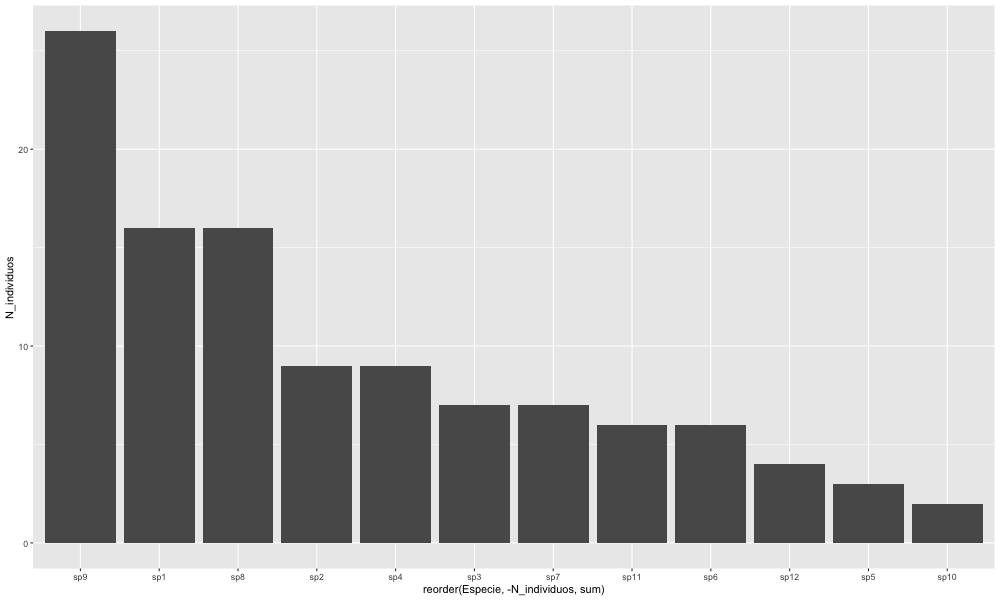 N_individuos
20
10
0
sp9 sp1 sp8 sp2 sp4 sp3 sp7 sp11 sp6 sp12 sp5 sp10
reorder(Especie, -N_individuos, sum)